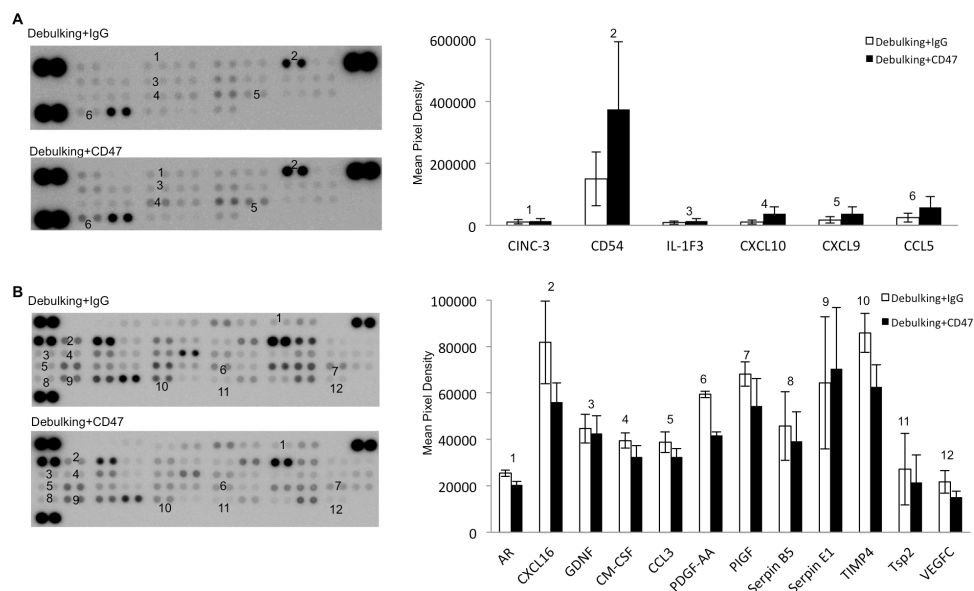 A
Debulking+IgG
1
2
3
4
5
6
Debulking+CD47
1
2
3
4
5
6
600000
400000
200000
0
Mean Pixel Density
2
Debulking+IgG
Debulking+CD47
1
3
4
5
6
CINC-3 CD54 IL-1F3 CXCL10 CXCL9 CCL5
B
Debulking+IgG
1
2
3 4
5 6 7
8 9 10 11 12
Debulking+CD47
1
2
3 4
5 6 7
8 9 10 11 12
100000
80000
60000
40000
20000
0
Mean Pixel Density
Debulking+IgG
Debulking+CD47
1 2 3 4 5 6 7 8 9 10 11 12
AR CXCL16 GDNF CM-CSF CCL3 PDGF-AA PIGF Serpin B5 Serpin E1 TIMP4 Tsp2 VEGFC